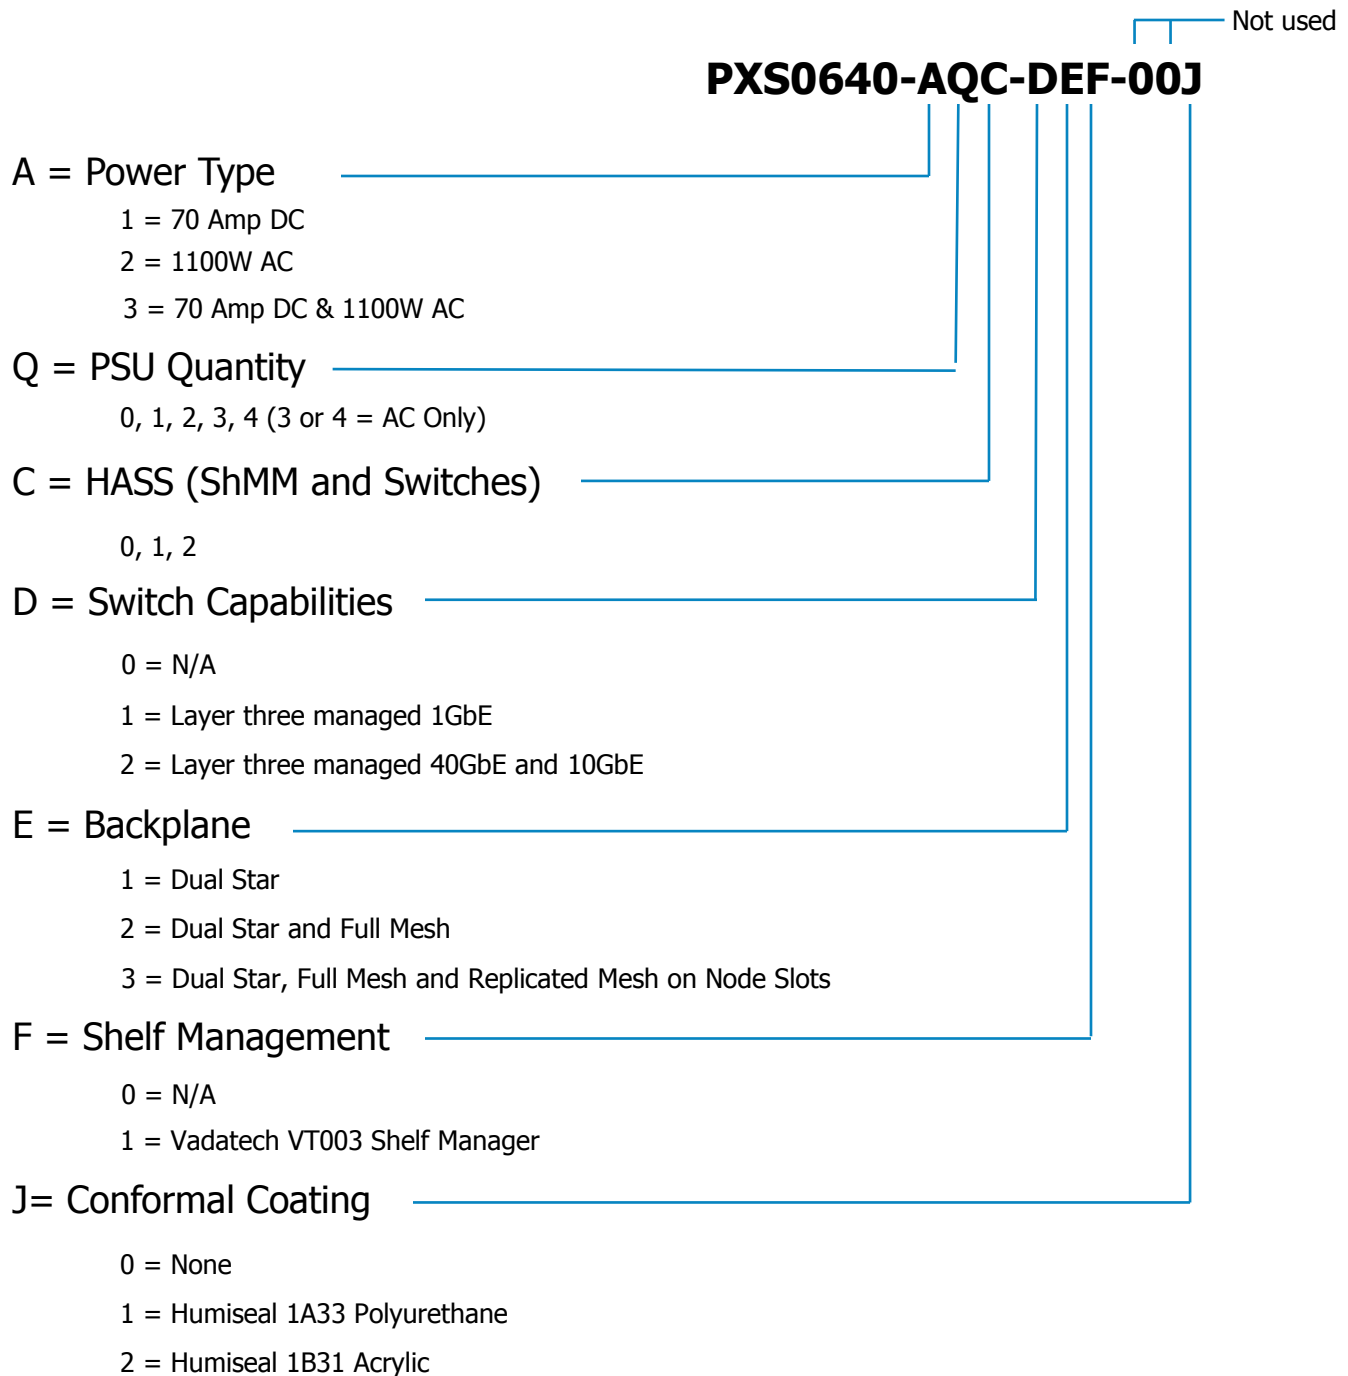 Not used
PXS0640-AQC-DEF-00J
A = Power Type
1 = 70 Amp DC
2 = 1100W AC
3 = 70 Amp DC & 1100W AC
Q = PSU Quantity
0, 1, 2, 3, 4 (3 or 4 = AC Only)
C = HASS (ShMM and Switches)
0, 1, 2
D = Switch Capabilities
0 = N/A
1 = Layer three managed 1GbE
2 = Layer three managed 40GbE and 10GbE
E = Backplane
1 = Dual Star
2 = Dual Star and Full Mesh
3 = Dual Star, Full Mesh and Replicated Mesh on Node Slots
F = Shelf Management
0 = N/A
1 = Vadatech VT003 Shelf Manager
J= Conformal Coating
0 = None
1 = Humiseal 1A33 Polyurethane
2 = Humiseal 1B31 Acrylic